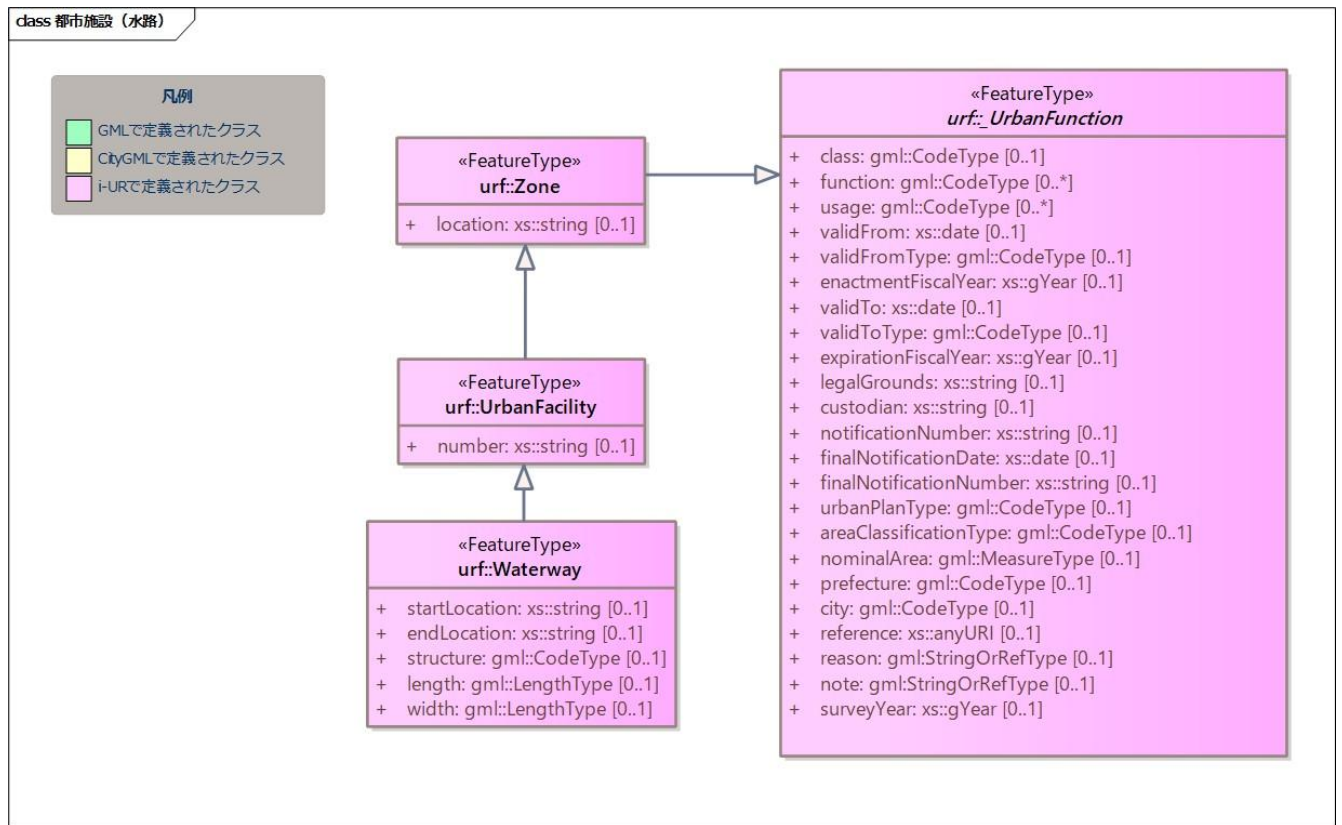 class 都市施設（水路）
凡例
GMLで定義されたクラス
CityGMLで定義されたクラス
i-URで定義されたクラス
«FeatureType»
urf::Zone
+ location: xs::string [0..1]
«FeatureType»
urf::UrbanFacility
+ number: xs::string [0..1]
«FeatureType»
urf::Waterway
+ startLocation: xs::string [0..1]
+ endLocation: xs::string [0..1]
+ structure: gml::CodeType [0..1]
+ length: gml::LengthType [0..1]
+ width: gml::LengthType [0..1]
«FeatureType»
urf::_UrbanFunction
+ class: gml::CodeType [0..1]
+ function: gml::CodeType [0..*]
+ usage: gml::CodeType [0..*]
+ validFrom: xs::date [0..1]
+ validFromType: gml::CodeType [0..1]
+ enactmentFiscalYear: xs::gYear [0..1]
+ validTo: xs::date [0..1]
+ validToType: gml::CodeType [0..1]
+ expirationFiscalYear: xs::gYear [0..1]
+ legalGrounds: xs::string [0..1]
+ custodian: xs::string [0..1]
+ notificationNumber: xs::string [0..1]
+ finalNotificationDate: xs::date [0..1]
+ finalNotificationNumber: xs::string [0..1]
+ urbanPlanType: gml::CodeType [0..1]
+ areaClassificationType: gml::CodeType [0..1]
+ nominalArea: gml::MeasureType [0..1]
+ prefecture: gml::CodeType [0..1]
+ city: gml::CodeType [0..1]
+ reference: xs::anyURI [0..1]
+ reason: gml:StringOrRefType [0..1]
+ note: gml:StringOrRefType [0..1]
+ surveyYear: xs::gYear [0..1]